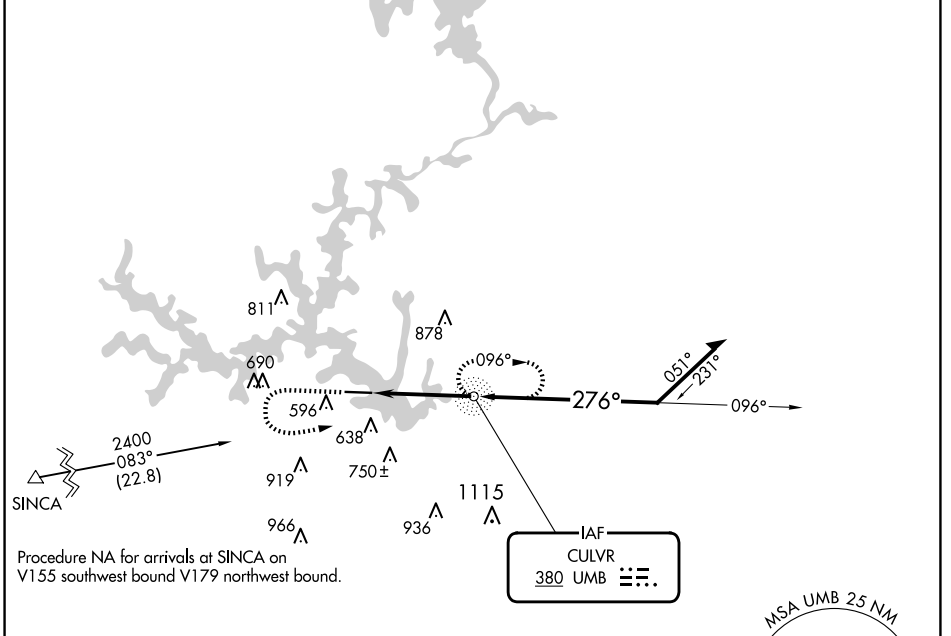 811
878
690
096°
051°
231°
596
276°
096°
638
2400
083°
(22.8)
SINCA
919
750±
1115
966
936
IAF
CULVR
380 UMB
Procedure NA for arrivals at SINCA on
V155 southwest bound V179 northwest bound.
MSA UMB 25 NM